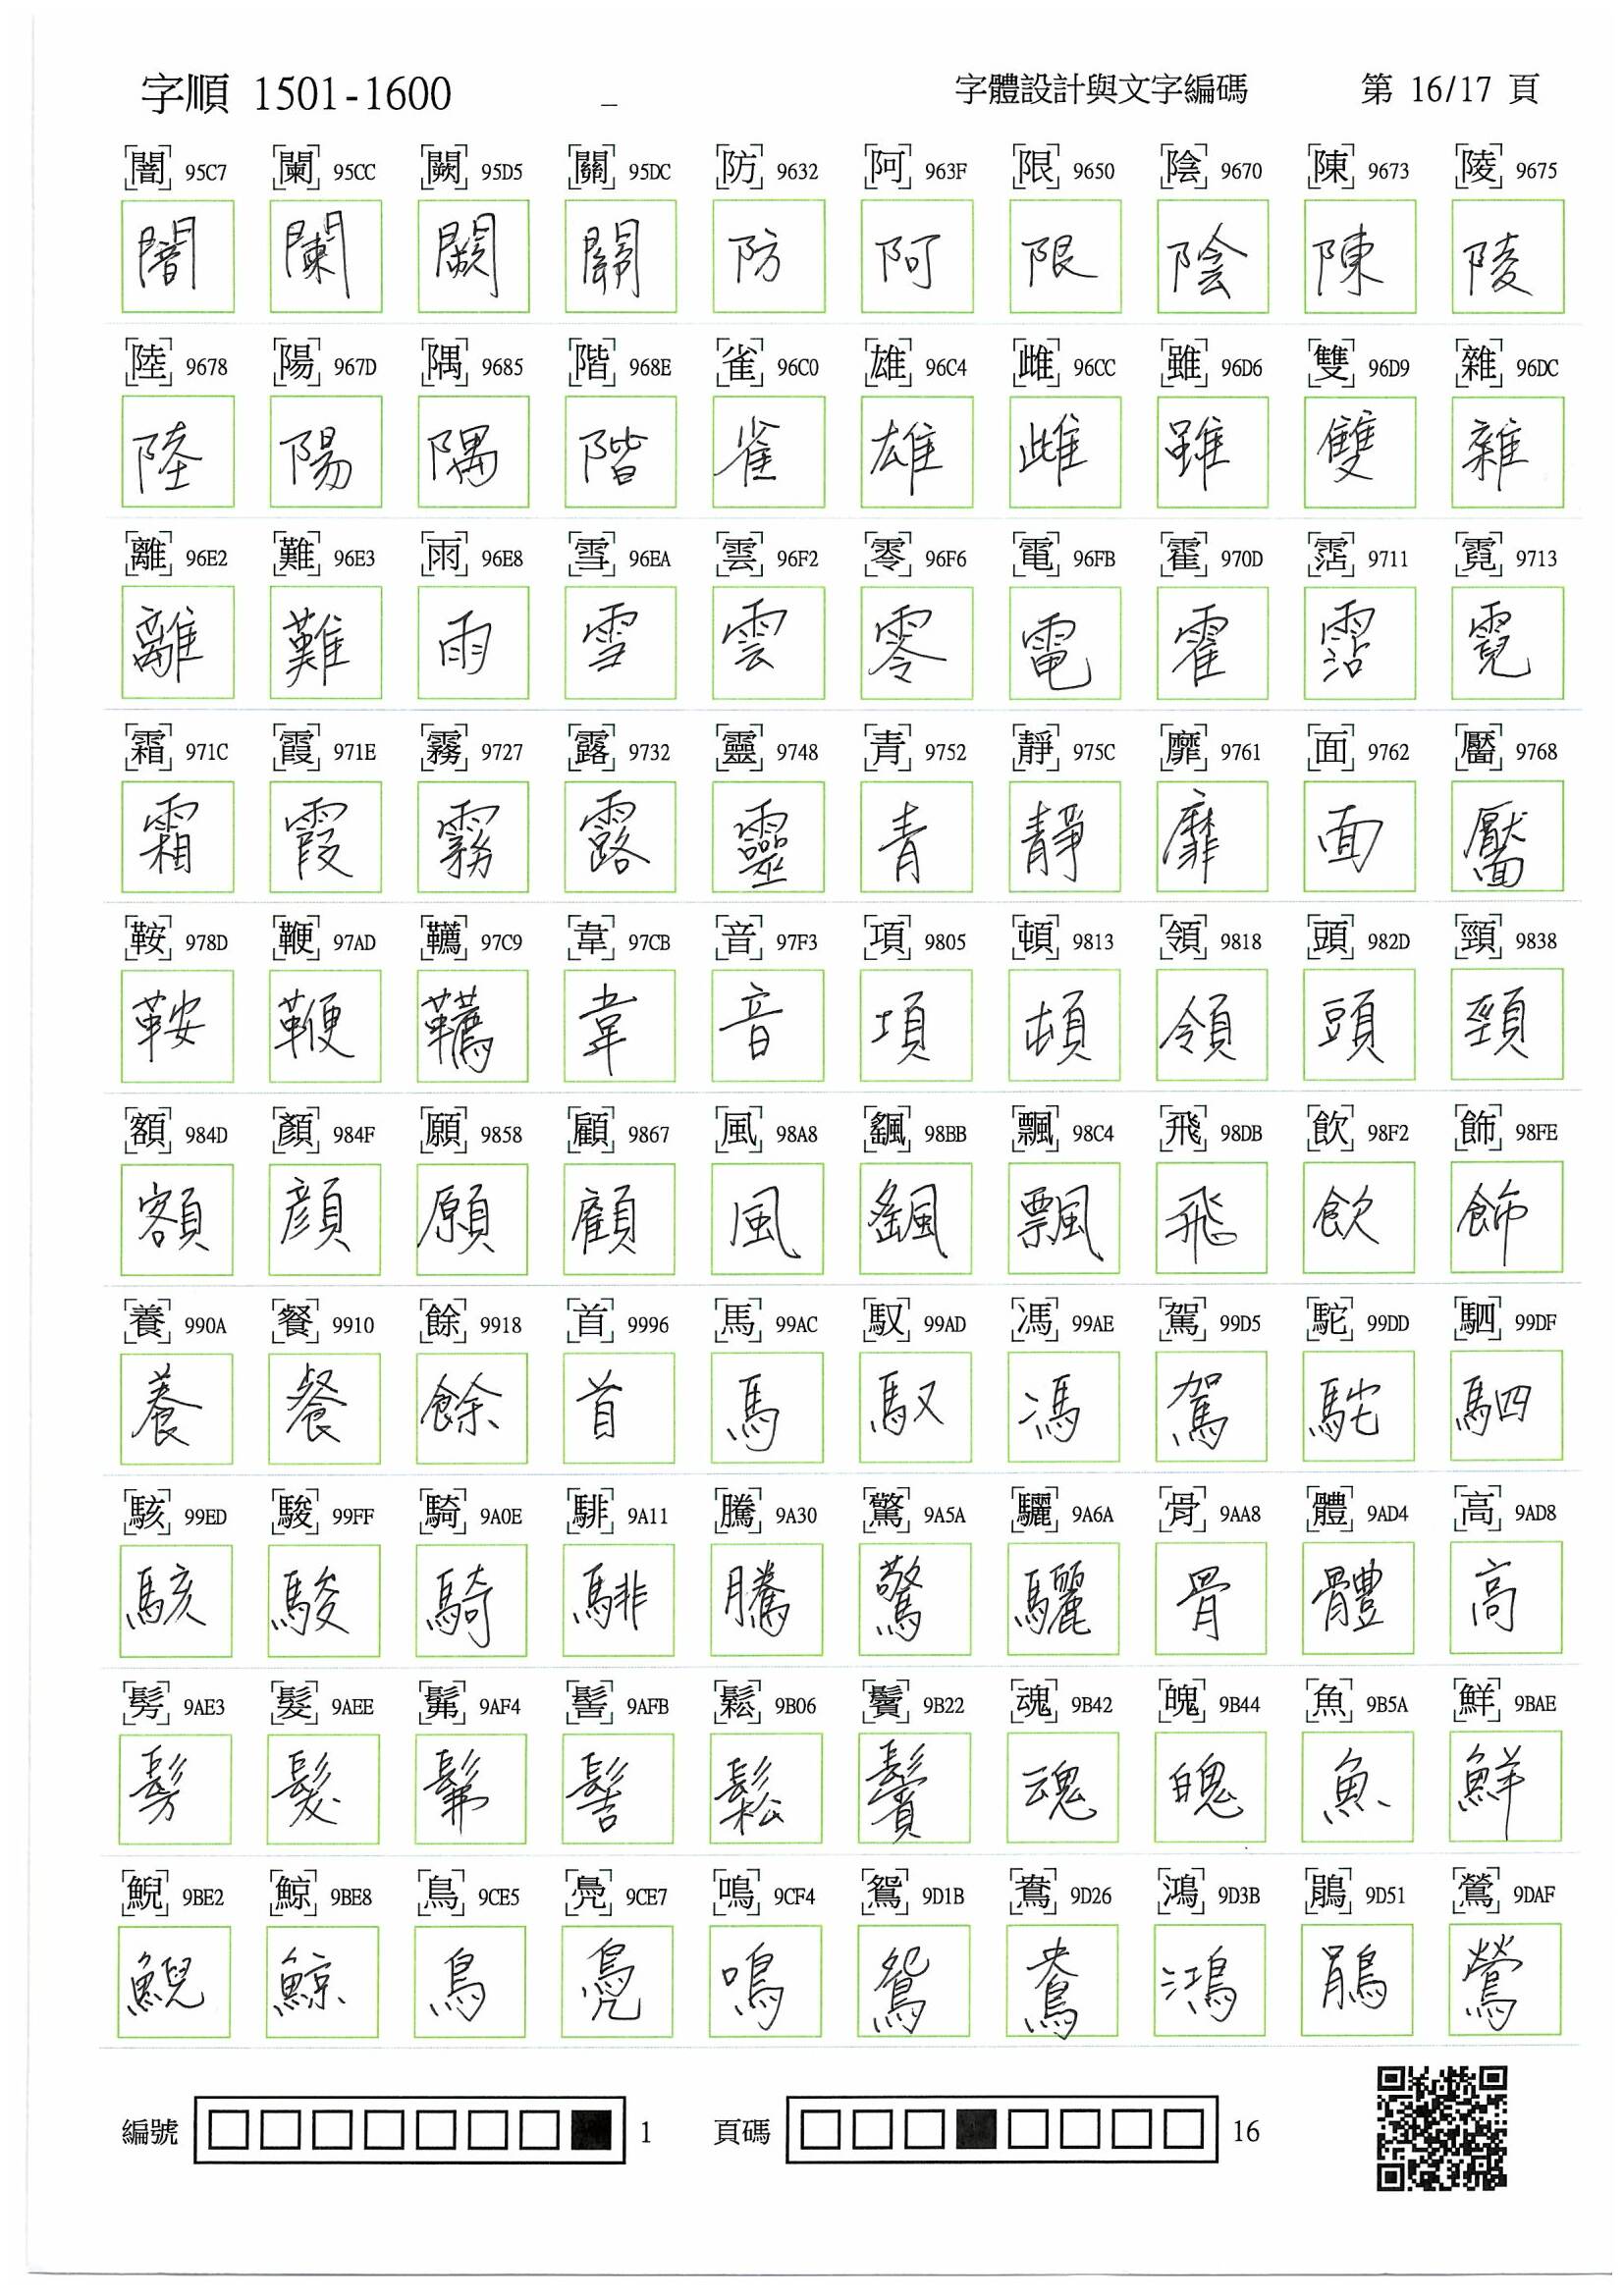 字順 1501-1600 _ 字體設計與文字編碼 第 16/17 頁
闇 95C7 闌 95CC 闕 95D5 關 95DC 防 9632 阿 963F 限 9650 陰 9670 陳 9673 陵 9675
闇 闌 闕 關 防 阿 限 陰 陳 陵
陸 9678 陽 967D 隅 9685 階 968E 雀 96C0 雄 96C4 雌 96CC 雖 96D6 雙 96D9 雜 96DC
陸 陽 隅 階 雀 雄 雌 雖 雙 雜
離 96E2 難 96E3 雨 96E8 雪 96EA 雲 96F2 零 96F6 電 96FB 霍 970D 霑 9711 霓 9713
離 難 雨 雪 雲 零 電 霍 霑 霓
霜 971C 霞 971E 霧 9727 露 9732 靈 9748 青 9752 靜 975C 靡 9761 面 9762 靨 9768
霜 霞 霧 露 靈 青 靜 靡 面 靨
鞍 978D 鞭 97AD 韉 97C9 韋 97CB 音 97F3 項 9805 頓 9813 領 9818 頭 982D 頸 9838
鞍 鞭 韉 韋 音 項 頓 領 頭 頸
額 984D 顏 984F 願 9858 顧 9867 風 98A8 颻 98BB 飄 98C4 飛 98DB 飲 98F2 飾 98FE
額 顏 願 顧 風 颻 飄 飛 飲 飾
養 990A 餐 9910 餘 9918 首 9996 馬 99AC 馭 99AD 馮 99AE 駕 99D5 駝 99DD 駟 99DF
養 餐 餘 首 馬 馭 馮 駕 駝 駟
駭 99ED 駿 99FF 騎 9A0E 騑 9A11 騰 9A30 驚 9A5A 驪 9A6A 骨 9AA8 體 9AD4 高 9AD8
駭 駿 騎 騑 騰 驚 驪 骨 體 高
髣 9AE3 髮 9AEE 髴 9AF4 髻 9AFB 鬆 9B06 鬢 9B22 魂 9B42 魄 9B44 魚 9B5A 鮮 9BAE
髣 髮 髴 髻 鬆 鬢 魂 魄 魚 鮮
鯢 9BE2 鯨 9BE8 鳥 9CE5 鳧 9CE7 鳴 9CF4 鴛 9D1B 鴦 9D26 鴻 9D3B 鵑 9D51 鶯 9DAF
鯢 鯨 鳥 鳧 鳴 鴛 鴦 鴻 鵑 鶯
編號 1 頁碼 16